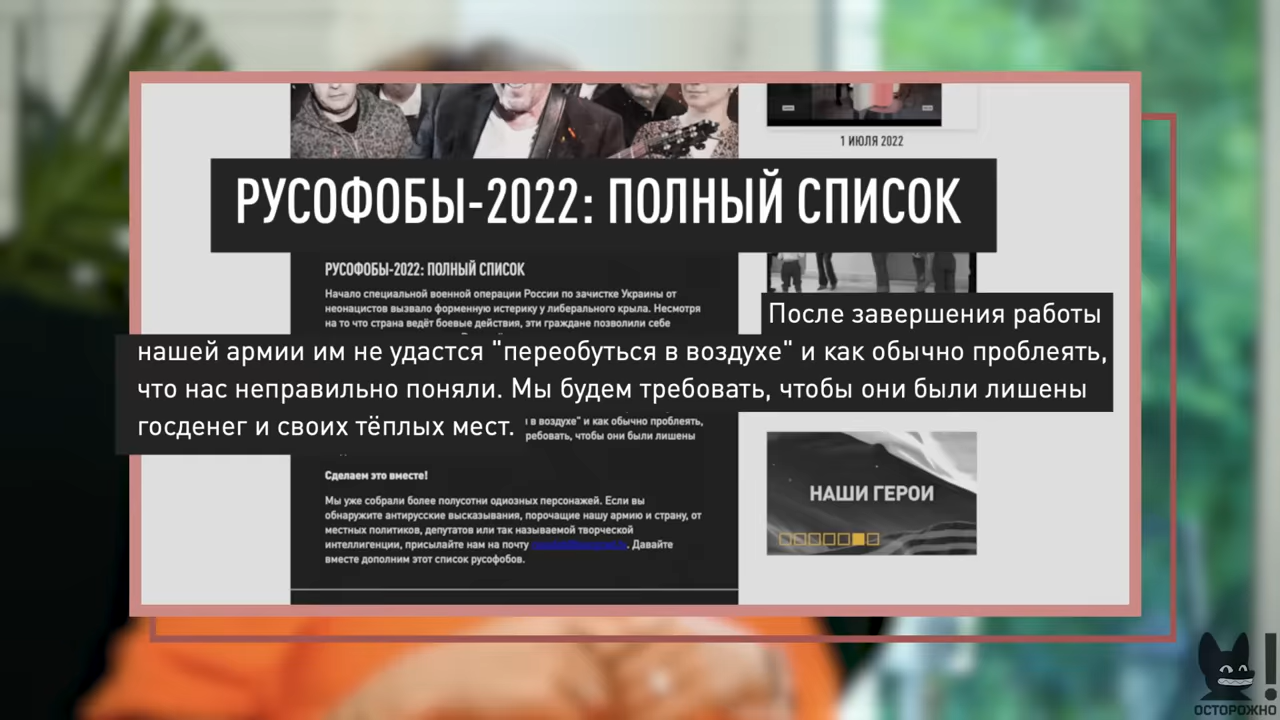 1 ИЮЛЯ 2022
РУСОФОБЫ-2022: ПОЛНЫЙ СПИСОК
РУСОФОБЫ-2022: ПОЛНЫЙ СПИСОК
Начало специальной военной операции России по зачистке Украины от
неонацистов вызвало форменную истерику у либерального крыла. Несмотря
на то что страна ведёт боевые действия, эти граждане позволили себе
После завершения работы
нашей армии им не удастся "переобуться в воздухе" и как обычно проблеять,
что нас неправильно поняли. Мы будем требовать, чтобы они были лишены
госденег и своих тёплых мест.
в воздухе" и как обычно проблеять,
ребовать, чтобы они были лишены
Сделаем это вместе!
Мы уже собрали более полусотни одиозных персонажей. Если вы
обнаружите антирусские высказывания, порочащие нашу армию и страну, от
местных политиков, депутатов или так называемой творческой
интеллигенции, присылайте нам на почту . Давайте
вместе дополним этот список русофобов.
НАШИ ГЕРОИ
ОСТОРОЖНО